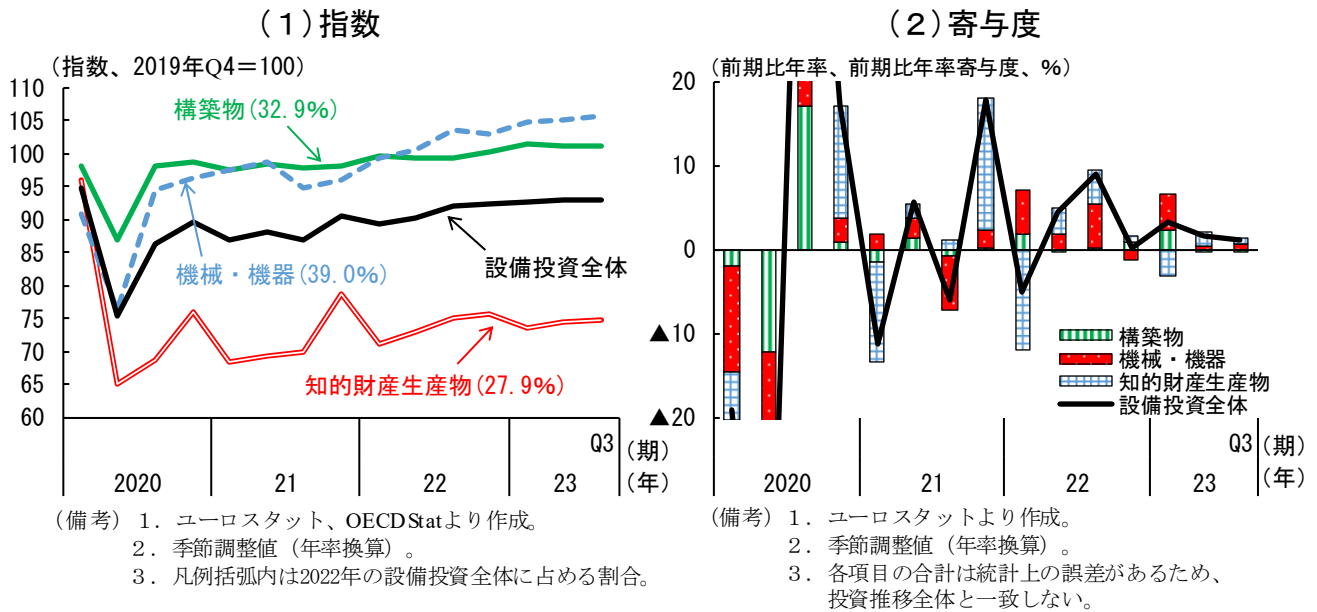 （１）指数
（指数、2019年Q4＝100）
110
105
100
95
90
85
80
75
70
65
60
構築物(32.9%)
機械・機器(39.0%)
設備投資全体
知的財産生産物(27.9%)
Q3
（期）
2020
21
22
23
（年）
（備考）１．ユーロスタット、OECDStatより作成。
２．季節調整値（年率換算）。
３．凡例括弧内は2022年の設備投資全体に占める割合。
（２）寄与度
（前期比年率、前期比年率寄与度、%）
20
10
0
▲ 10
▲ 20
構築物
機械・機器
知的財産生産物
設備投資全体
Q3
（期）
2020
21
22
23
（年）
（備考）１．ユーロスタットより作成。
２．季節調整値（年率換算）。
３．各項目の合計は統計上の誤差があるため、
投資推移全体と一致しない。